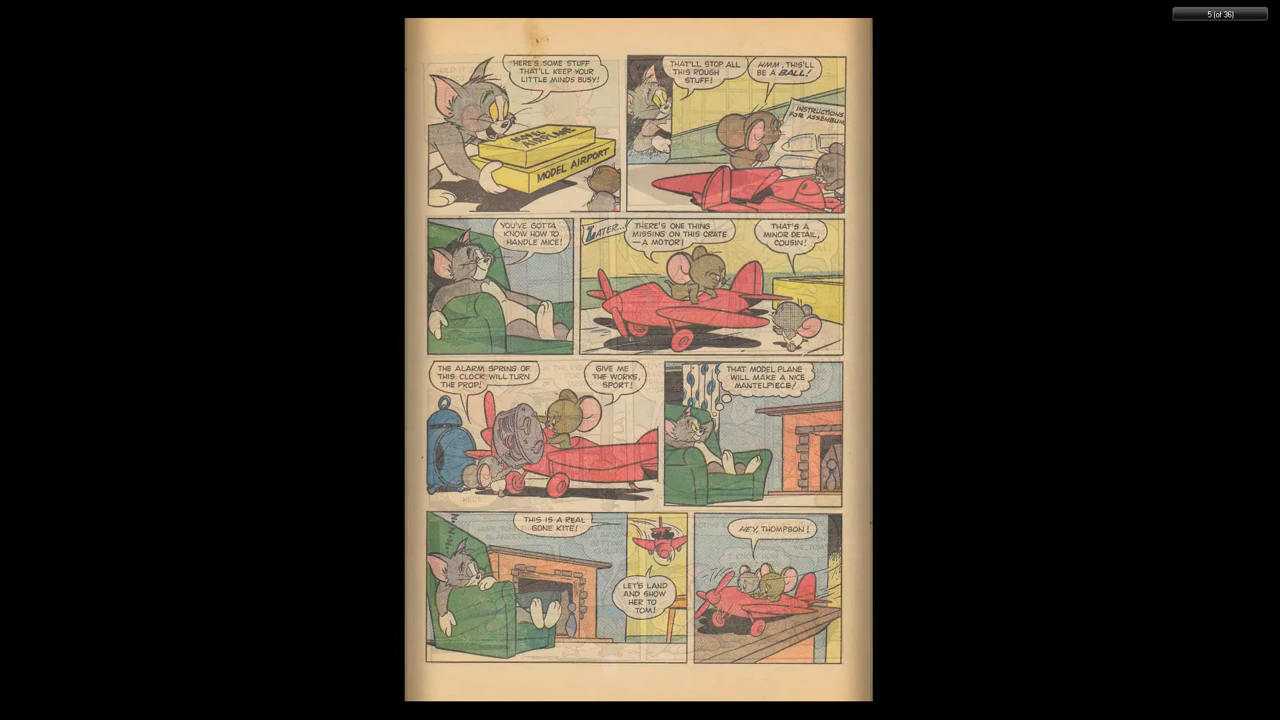 5 (of 36)
HERE'S SOME STUFF
THAT'LL KEEP YOUR
LITTLE MINDS BUSY!
MODEL
AIRPLANE
MODEL AIRPORT
THAT'LL STOP ALL
THIS ROUGH
STUFF!
HMM, THIS'LL
BE A BALL!
INSTRUCTIONS
FOR ASSEMBLIN
YOU'VE GOTTA
KNOW HOW TO
HANDLE MICE!
LATER...
THERE'S ONE THING
MISSING ON THIS CRATE
—A MOTOR!
THAT'S A
MINOR DETAIL,
COUSIN!
THE ALARM SPRING OF
THIS CLOCK WILL TURN
THE PROP!
GIVE ME
THE WORKS,
SPORT!
THAT MODEL PLANE
WILL MAKE A NICE
MANTELPIECE!
Z
THIS IS A REAL
GONE KITE!
LET'S LAND
AND SHOW
HER TO
TOM!
HEY, THOMPSON!